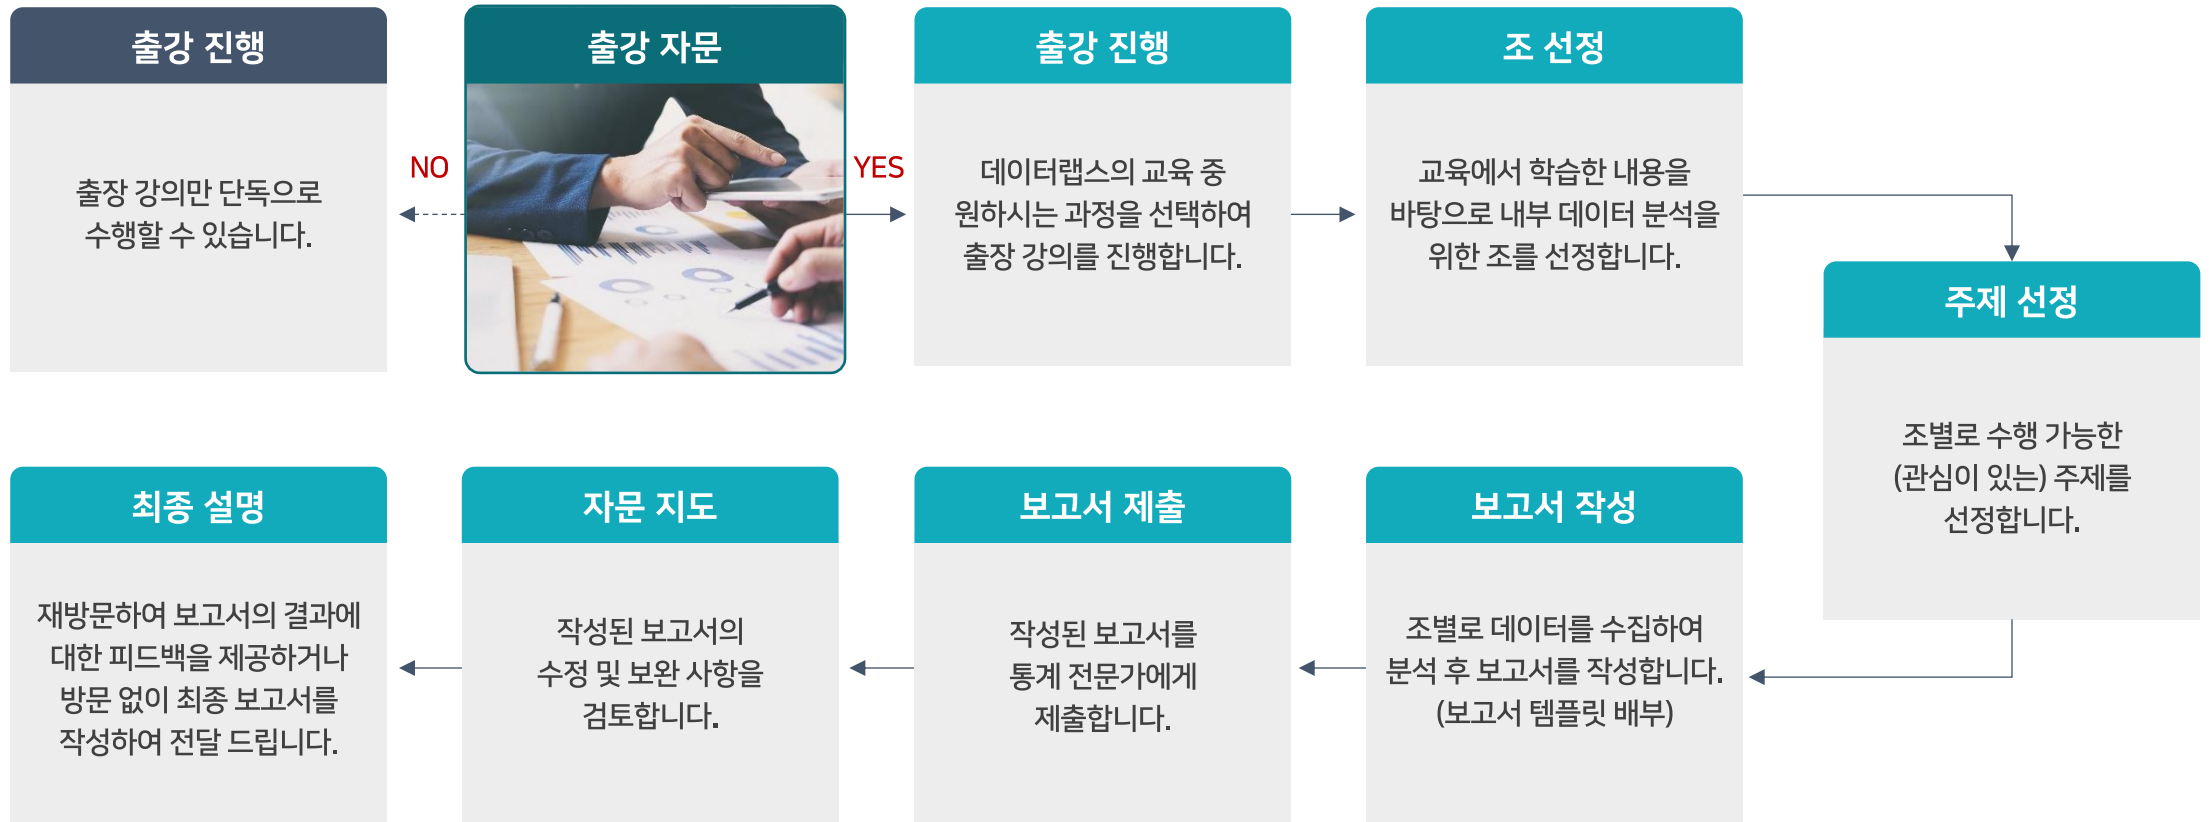 출강 진행
출장 강의만 단독으로
수행할 수 있습니다.
NO
출강 자문
YES
출강 진행
데이터랩스의 교육 중
원하시는 과정을 선택하여
출장 강의를 진행합니다.
조 선정
교육에서 학습한 내용을
바탕으로 내부 데이터 분석을
위한 조를 선정합니다.
주제 선정
조별로 수행 가능한
(관심이 있는) 주제를
선정합니다.
보고서 작성
조별로 데이터를 수집하여
분석 후 보고서를 작성합니다.
(보고서 템플릿 배부)
보고서 제출
작성된 보고서를
통계 전문가에게
제출합니다.
자문 지도
작성된 보고서의
수정 및 보완 사항을
검토합니다.
최종 설명
재방문하여 보고서의 결과에
대한 피드백을 제공하거나
방문 없이 최종 보고서를
작성하여 전달 드립니다.